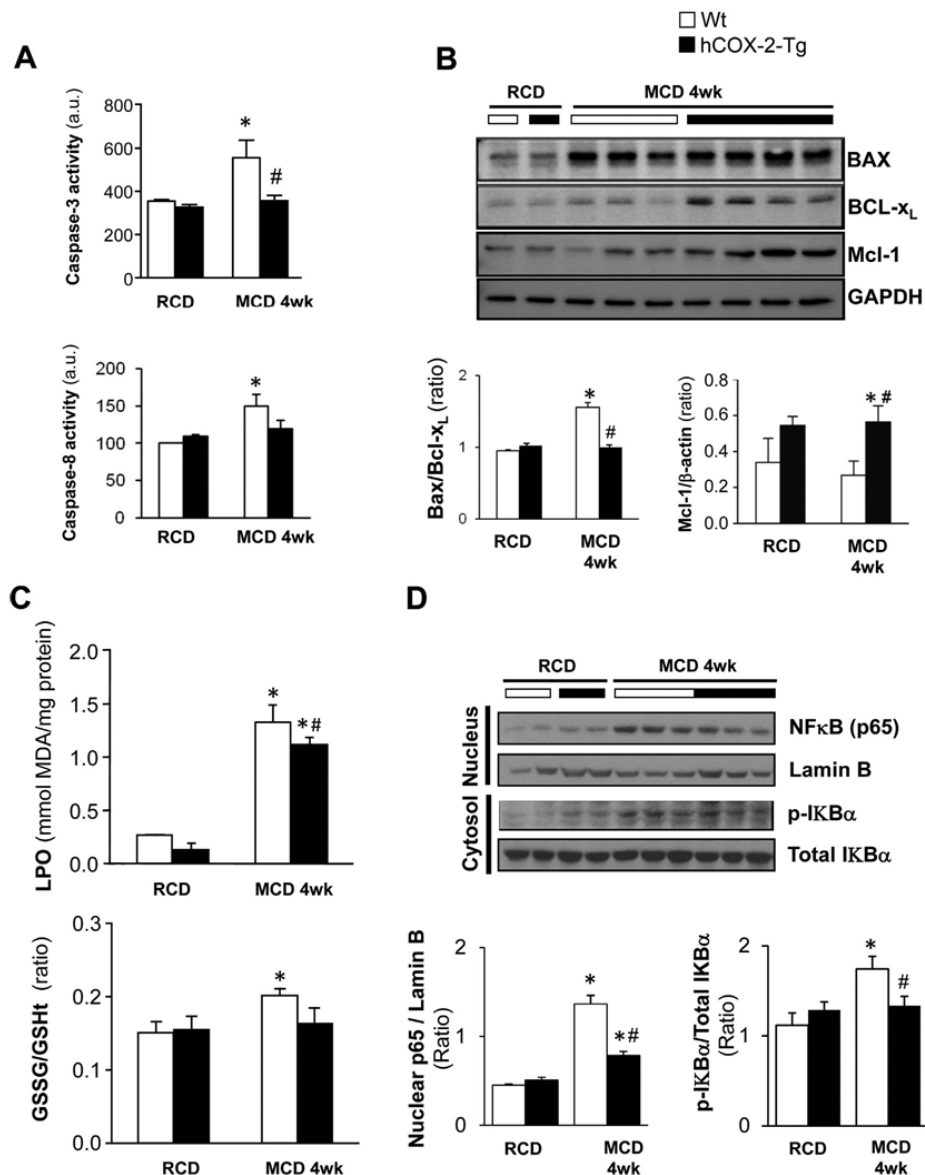 Wt
hCOX-2-Tg
A
Caspase-3 activity (a.u.)
800
600
400
200
0
*
#
RCD
MCD 4wk
Caspase-8 activity (a.u.)
200
150
100
50
0
*
RCD
MCD 4wk
B
RCD
MCD 4wk
BAX
BCL-xL
Mcl-1
GAPDH
Bax/Bcl-xL (ratio)
2
1
0
*
#
RCD
MCD
4wk
Mcl-1/β-actin (ratio)
0.8
0.6
0.4
0.2
0.0
*#
RCD
MCD
4wk
C
LPO (mmol MDA/mg protein)
2.0
1.5
1.0
0.5
0.0
*
*#
RCD
MCD 4wk
GSSG/GSHt (ratio)
0.3
0.2
0.1
0.0
*
RCD
MCD 4wk
D
RCD
MCD 4wk
Nucleus
NFκB (p65)
Lamin B
Cytosol
p-IKBα
Total IKBα
Nuclear p65 / Lamin B
(Ratio)
2
1
0
*
*#
RCD
MCD
4wk
p-IKBα/Total IKBα
(Ratio)
2
1
0
*
#
RCD
MCD
4wk